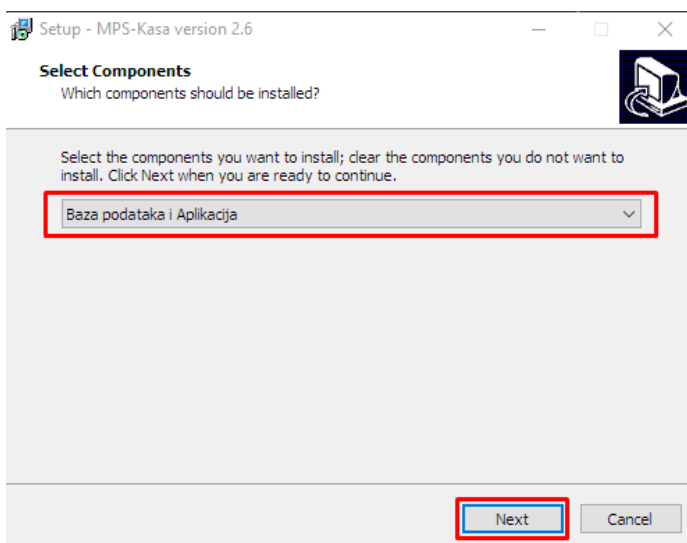 Setup - MPS-Kasa version 2.6
Select Components
Which components should be installed?
Select the components you want to install; clear the components you do not want to
install. Click Next when you are ready to continue.
Baza podataka i Aplikacija
Next
Cancel